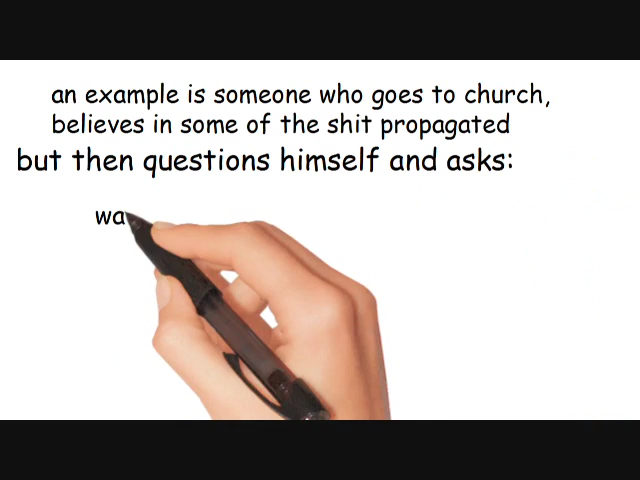 an example is someone who goes to church,
believes in some of the shit propagated
but then questions himself and asks:
wa